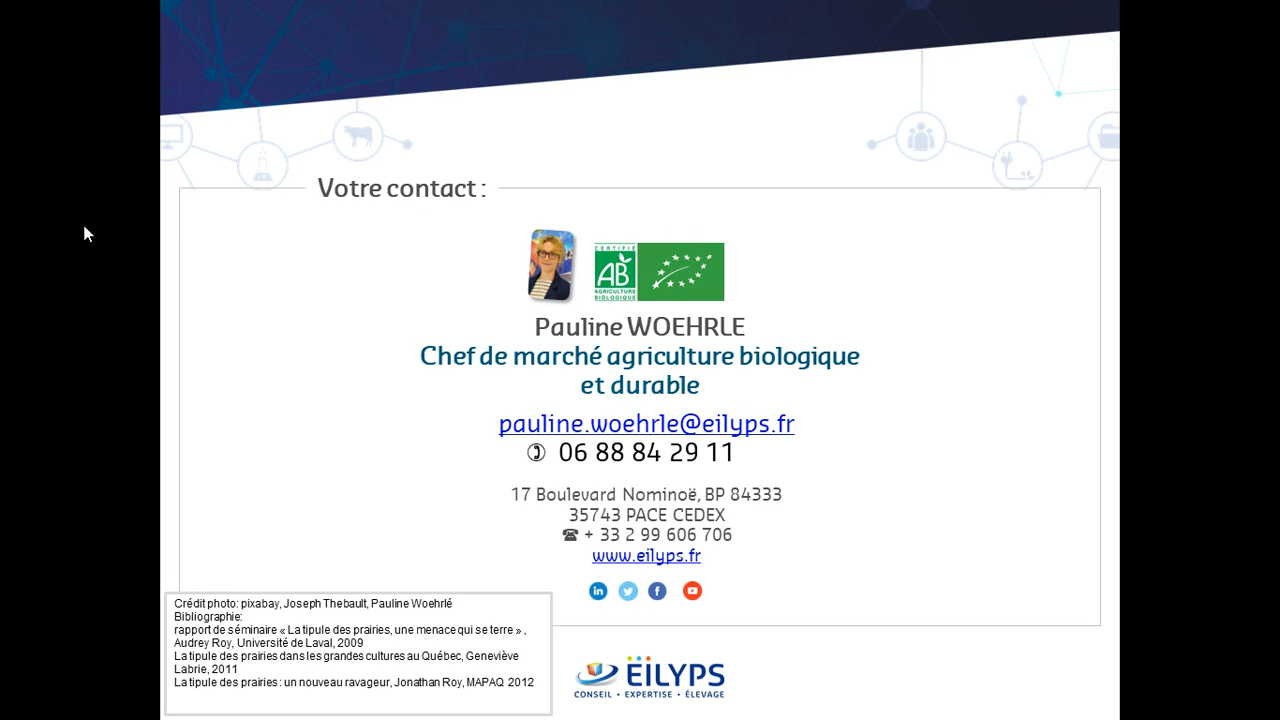 Votre contact :
CERTIFIÉ
AB
AGRICULTURE
BIOLOGIQUE
Pauline WOEHRLE
Chef de marché agriculture biologique
et durable
pauline.woehrle@eilyps.fr
✆ 06 88 84 29 11
17 Boulevard Nominoë, BP 84333
35743 PACE CEDEX
☎ + 33 2 99 606 706
www.eilyps.fr
Crédit photo: pixabay, Joseph Thebault, Pauline Woehrlé
Bibliographie:
rapport de séminaire « La tipule des prairies, une menace qui se terre » ,
Audrey Roy, Université de Laval, 2009
La tipule des prairies dans les grandes cultures au Québec, Geneviève
Labrie, 2011
La tipule des prairies : un nouveau ravageur, Jonathan Roy, MAPAQ 2012
EILYPS
CONSEIL • EXPERTISE • ÉLEVAGE